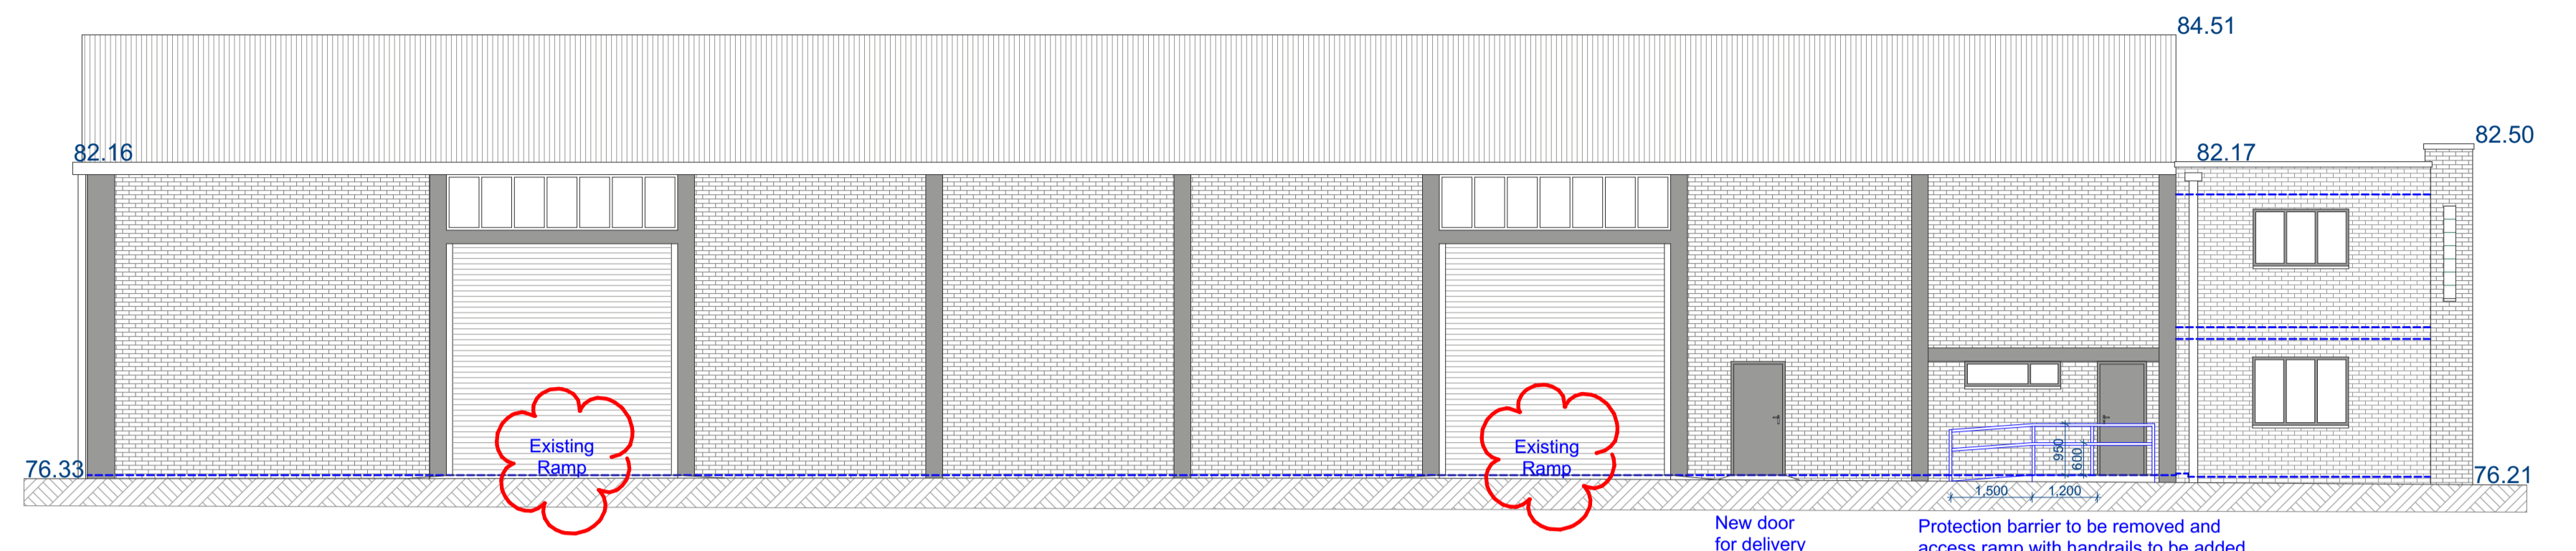 84.51
82.50
82.16
82.17
Existing
Ramp
Existing
Ramp
950
600
76.33
76.21
1,500
1,200
New door
for delivery
Protection barrier to be removed and
access ramp with handrails to be added